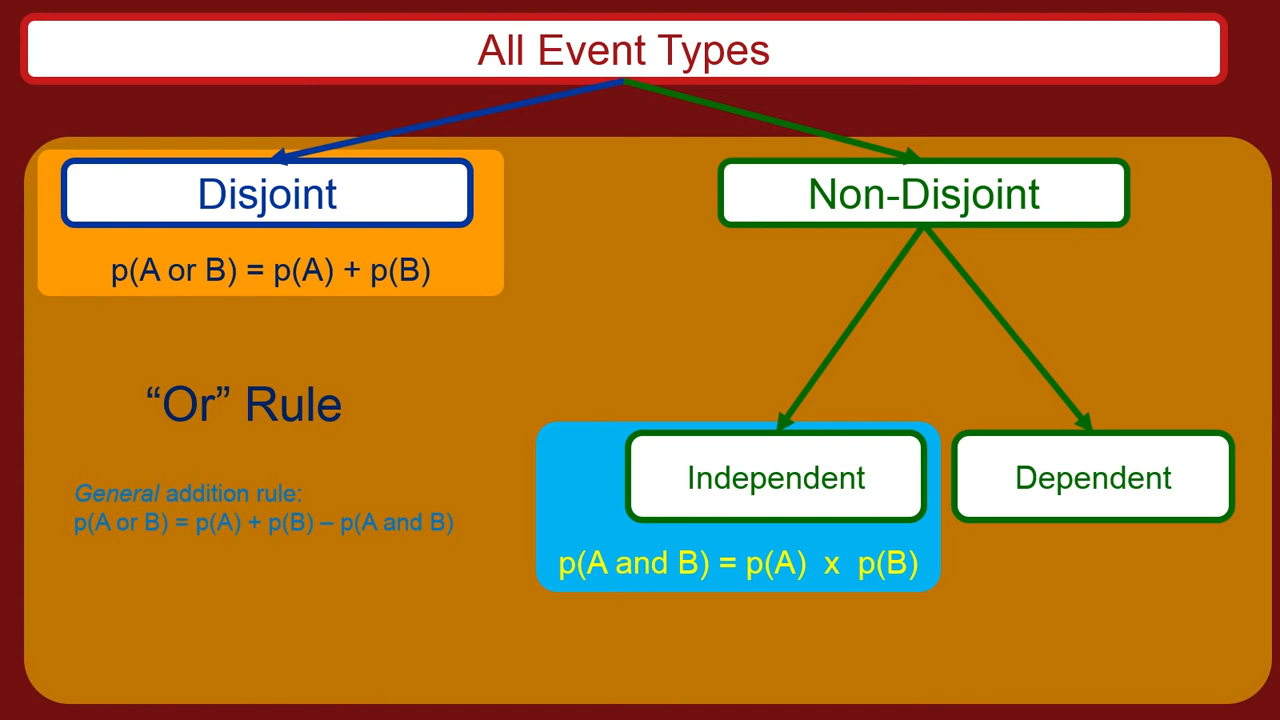 All Event Types
Disjoint
Non-Disjoint
p(A or B) = p(A) + p(B)
“Or” Rule
General addition rule:
p(A or B) = p(A) + p(B) – p(A and B)
Independent
Dependent
p(A and B) = p(A) x p(B)